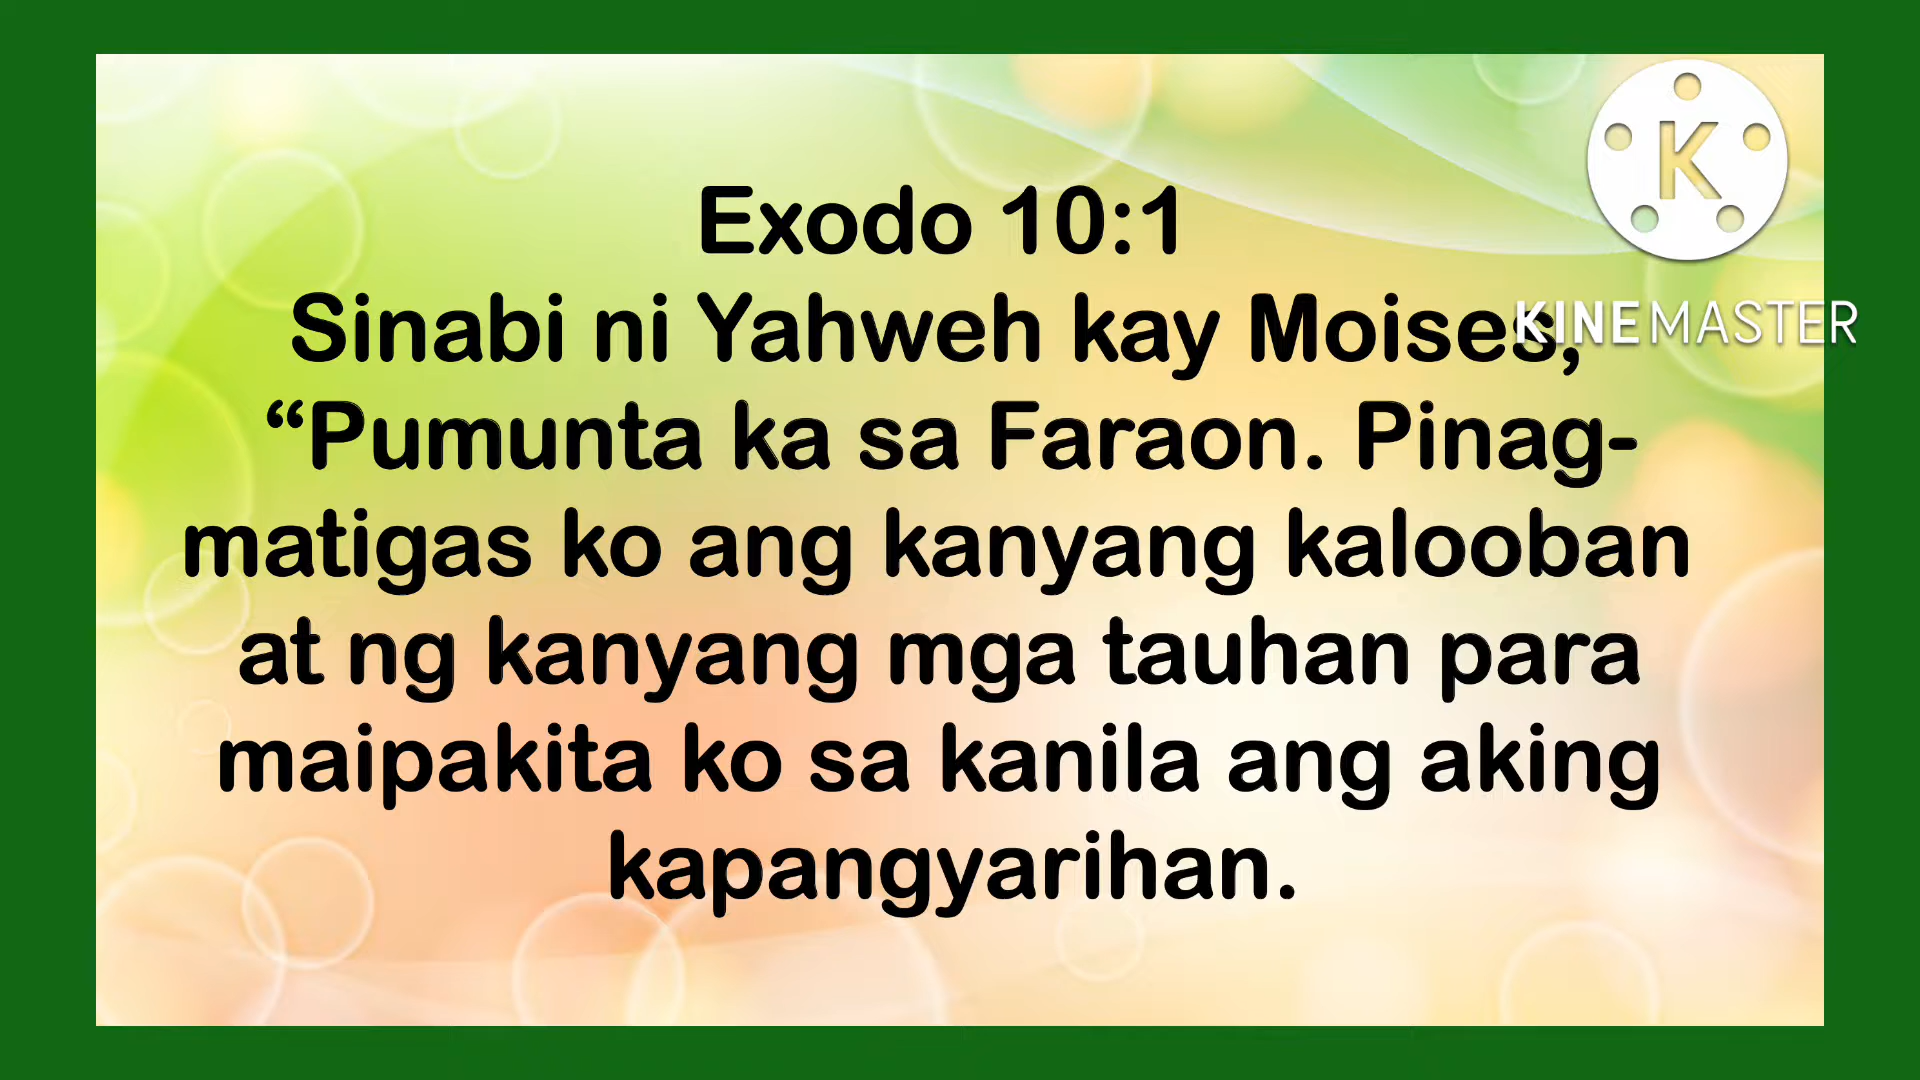 Exodo 10:1
Sinabi ni Yahweh kay Moises,
“Pumunta ka sa Faraon. Pinag-
matigas ko ang kanyang kalooban
at ng kanyang mga tauhan para
maipakita ko sa kanila ang aking
kapangyarihan.
K
KINEMASTER